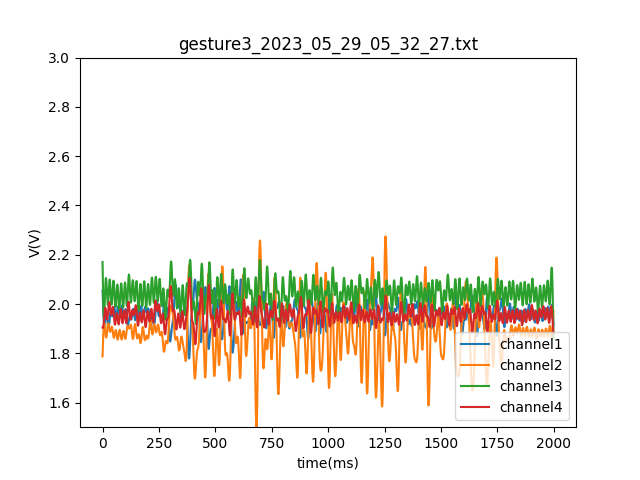 gesture3_2023_05_29_05_32_27.txt
V(V)
3.0
2.8
2.6
2.4
2.2
2.0
1.8
1.6
channel1
channel2
channel3
channel4
0 250 500 750 1000 1250 1500 1750 2000
time(ms)